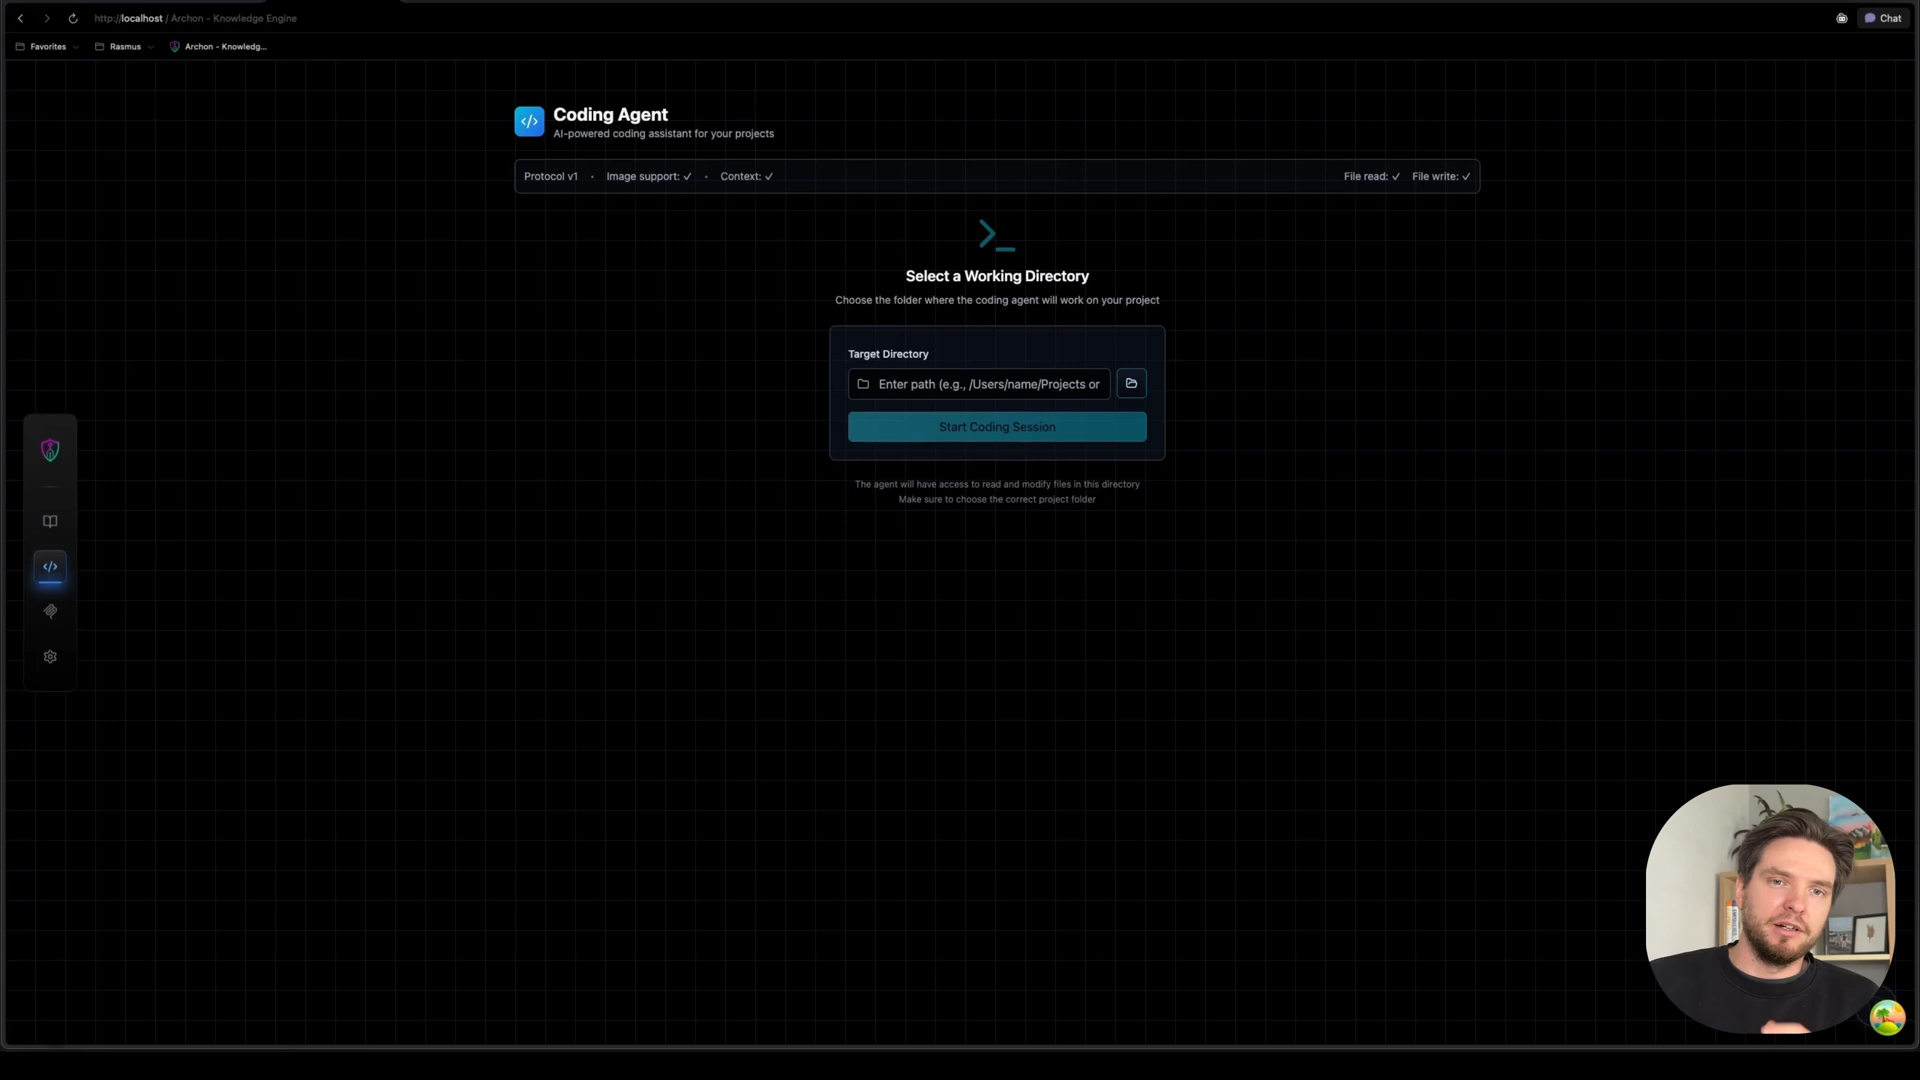 http://localhost / Archon - Knowledge Engine
Chat
Favorites
Rasmus
Archon - Knowledg...
Coding Agent
AI-powered coding assistant for your projects
Protocol v1 • Image support: ✓ • Context: ✓
File read: ✓ File write: ✓
Select a Working Directory
Choose the folder where the coding agent will work on your project
Target Directory
Enter path (e.g., /Users/name/Projects or
Start Coding Session
The agent will have access to read and modify files in this directory
Make sure to choose the correct project folder